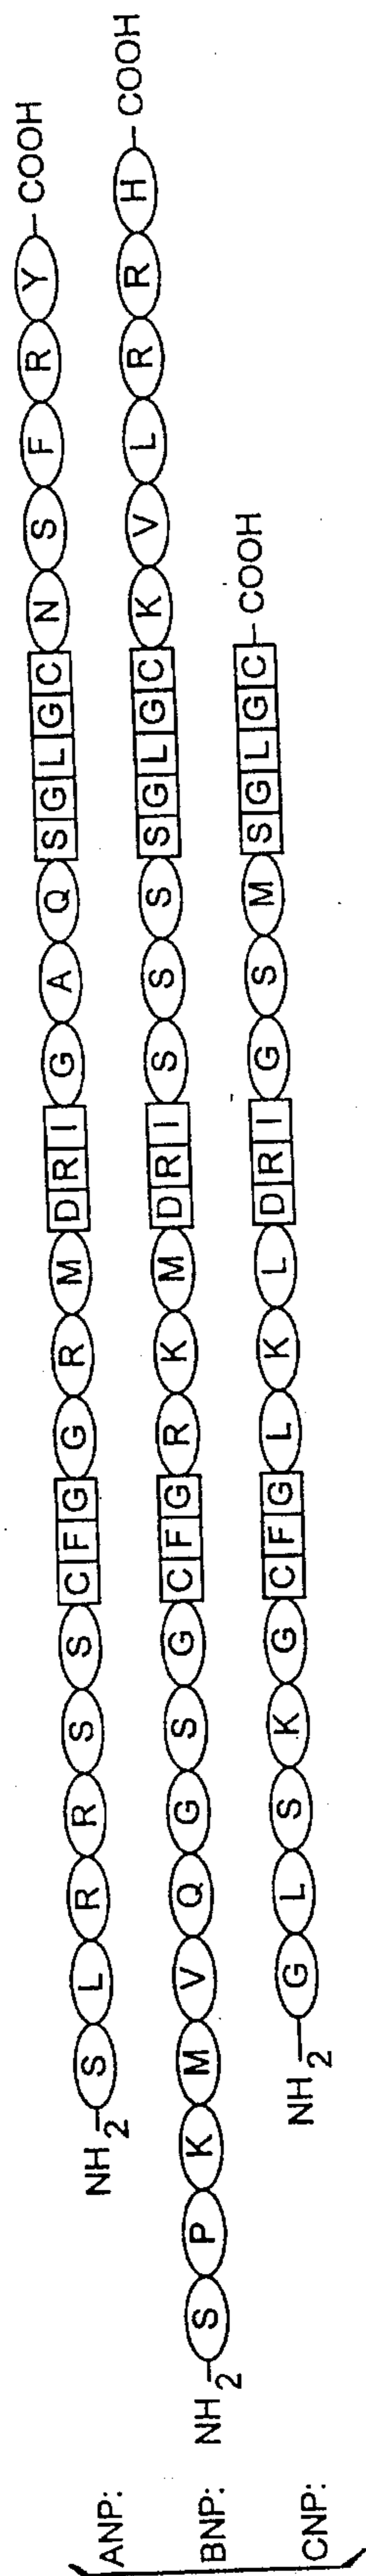 ANP: NH2–S L R R S S C F G G R M D R I G A Q S G L G C N S F R Y–COOH
BNP: NH2–S P K M V Q G S G C F G R K M D R I S S S S G L G C K V L R R H–COOH
CNP: NH2–G L S K G C F G L K L D R I G S M S G L G C–COOH